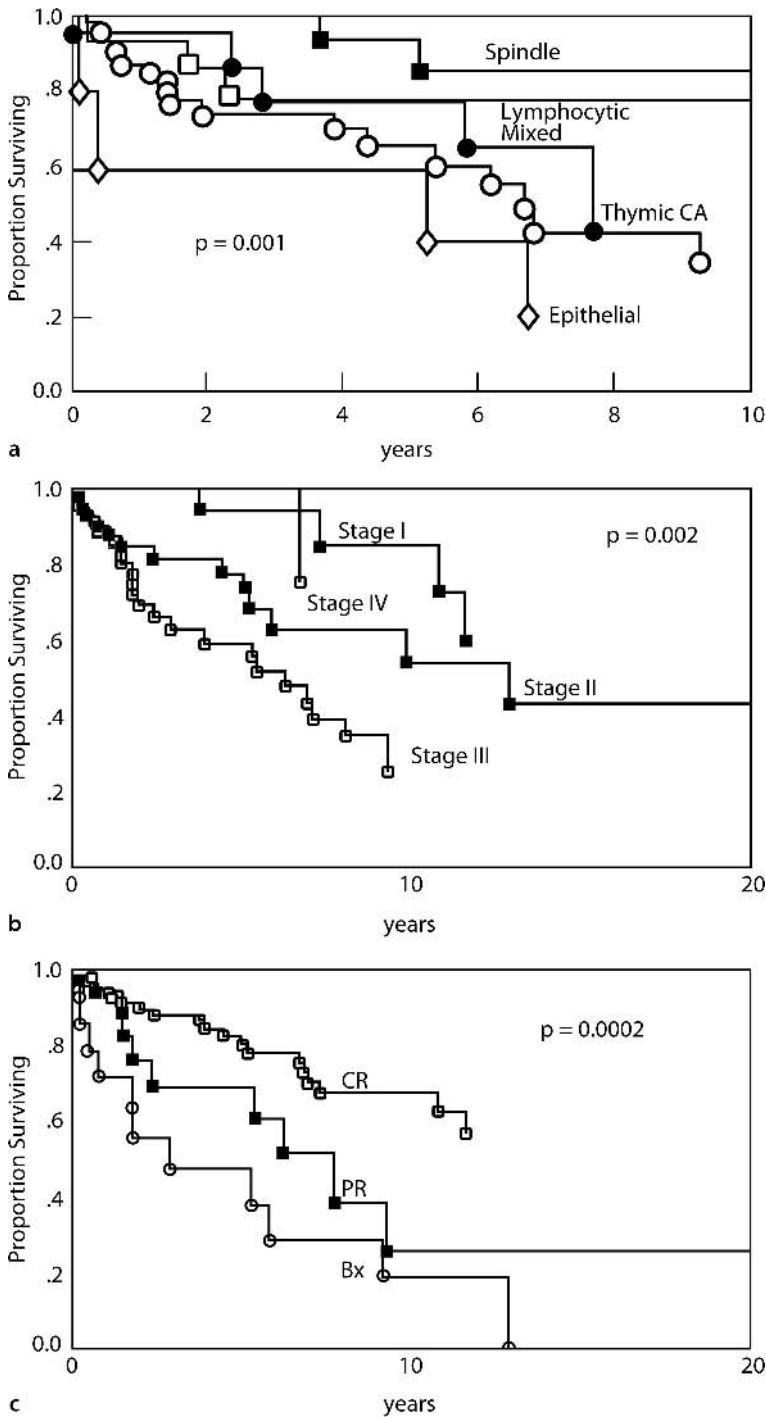 1.0
Spindle
.8
Lymphocytic
Mixed
.6
Thymic CA
.4
p = 0.001
.2
Epithelial
0.0
0 2 4 6 8 10
years
Proportion Surviving
a
1.0
Stage I
p = 0.002
.8
Stage IV
.6
Stage II
.4
Stage III
.2
0.0
0 10 20
years
Proportion Surviving
b
1.0
p = 0.0002
.8
CR
.6
PR
.4
Bx
.2
0.0
0 10 20
years
Proportion Surviving
c